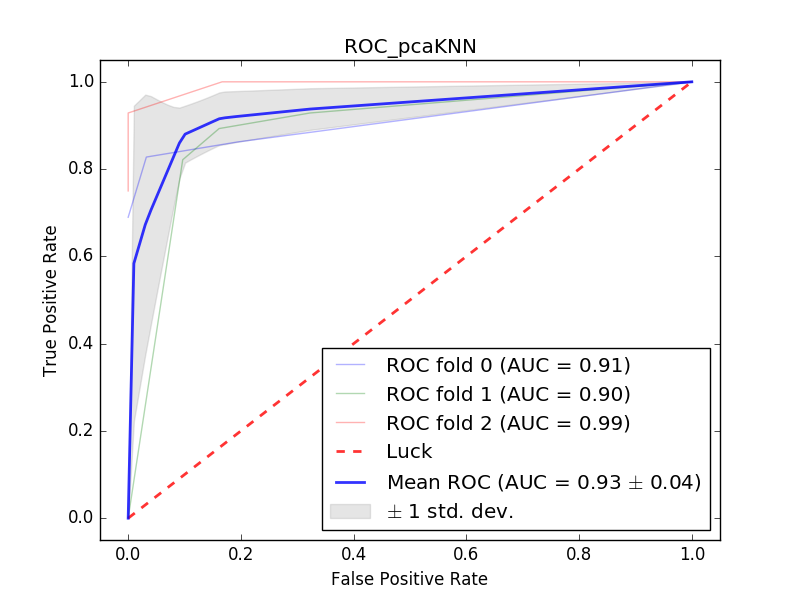 ROC_pcaKNN
True Positive Rate
1.0
0.8
0.6
0.4
0.2
0.0
ROC fold 0 (AUC = 0.91)
ROC fold 1 (AUC = 0.90)
ROC fold 2 (AUC = 0.99)
Luck
Mean ROC (AUC = 0.93 ± 0.04)
± 1 std. dev.
0.0 0.2 0.4 0.6 0.8 1.0
False Positive Rate